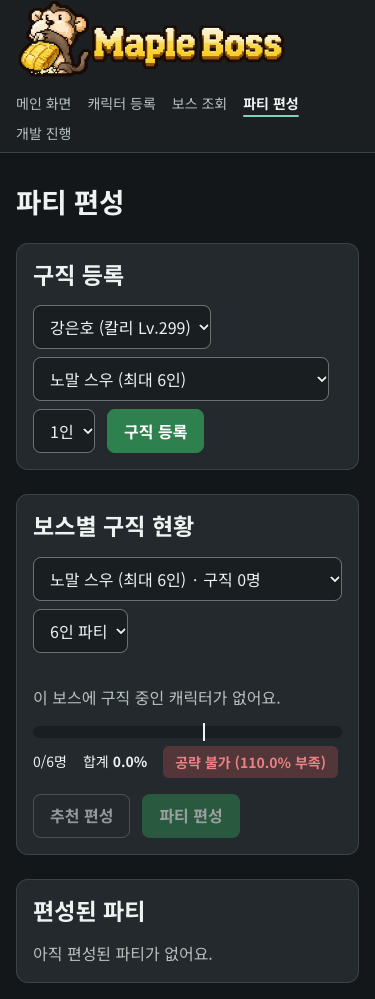 Maple Boss
메인 화면 캐릭터 등록 보스 조회 파티 편성
개발 진행
파티 편성
구직 등록
강은호 (칼리 Lv.299)
노말 스우 (최대 6인)
1인 구직 등록
보스별 구직 현황
노말 스우 (최대 6인) · 구직 0명
6인 파티
이 보스에 구직 중인 캐릭터가 없어요.
0/6명 합계 0.0% 공략 불가 (110.0% 부족)
추천 편성 파티 편성
편성된 파티
아직 편성된 파티가 없어요.